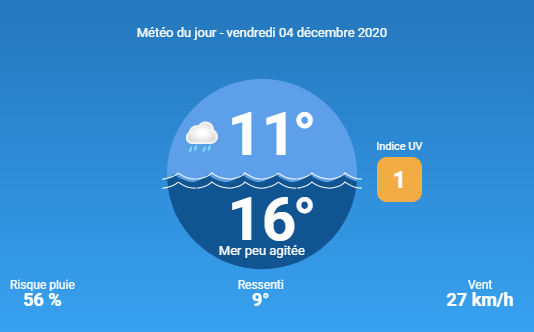 Météo du jour - vendredi 04 décembre 2020
11°
Indice UV
1
16°
Mer peu agitée
Risque pluie
56 %
Ressenti
9°
Vent
27 km/h